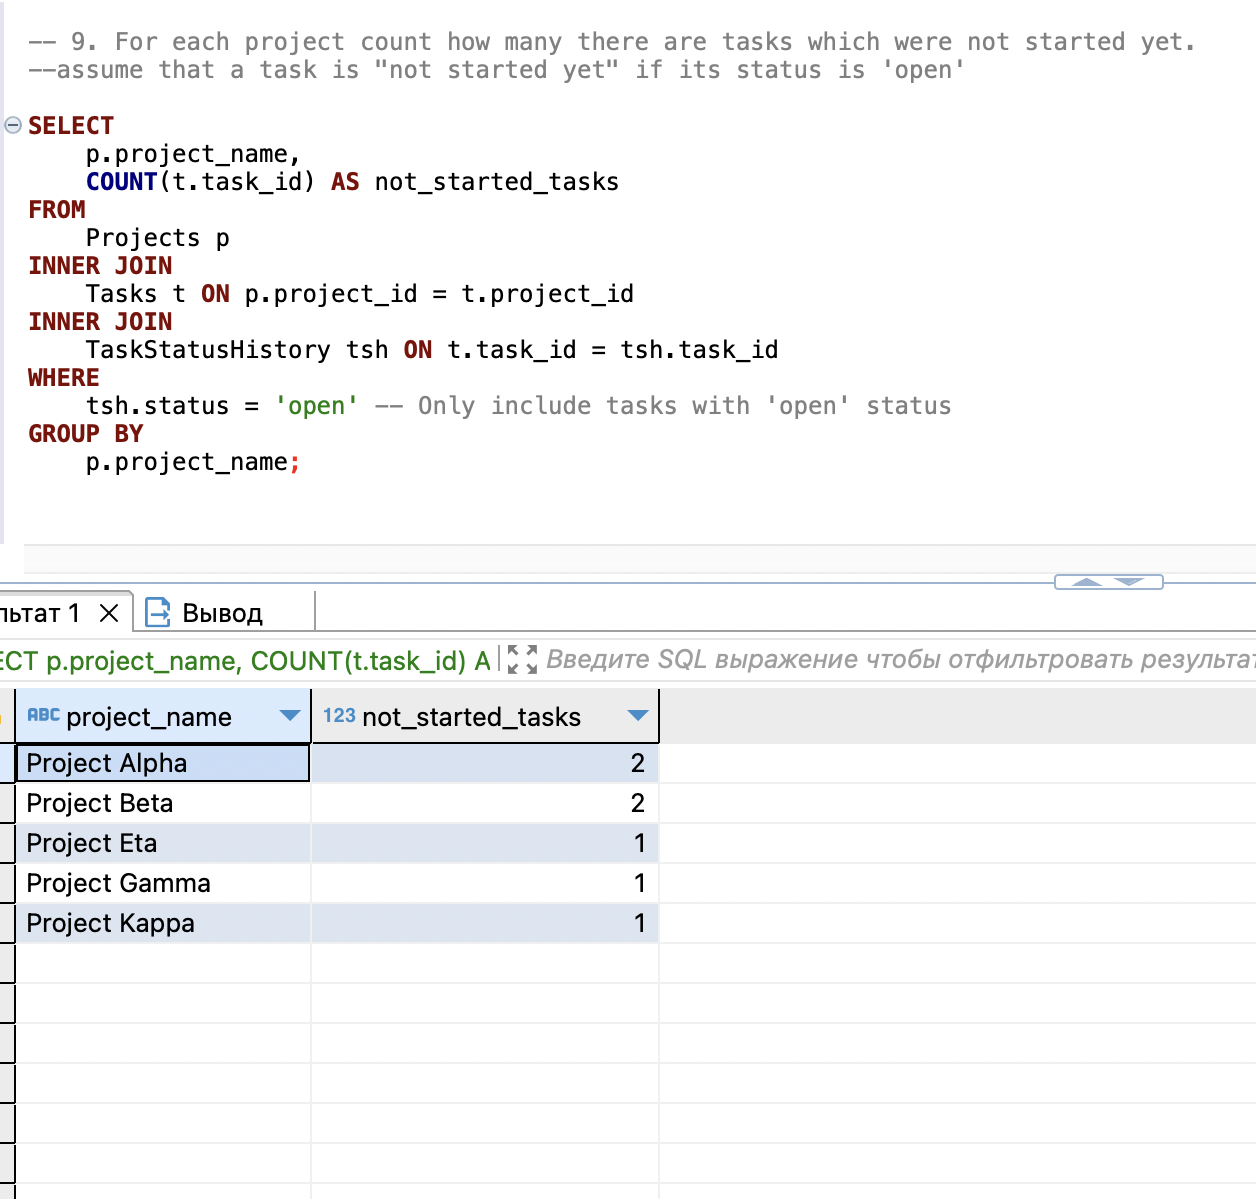 -- 9. For each project count how many there are tasks which were not started yet.
--assume that a task is "not started yet" if its status is 'open'
SELECT
p.project_name,
COUNT(t.task_id) AS not_started_tasks
FROM
Projects p
INNER JOIN
Tasks t ON p.project_id = t.project_id
INNER JOIN
TaskStatusHistory tsh ON t.task_id = tsh.task_id
WHERE
tsh.status = 'open' -- Only include tasks with 'open' status
GROUP BY
p.project_name;
льтат 1 Вывод
ECT p.project_name, COUNT(t.task_id) A Введите SQL выражение чтобы отфильтровать результат
ABC project_name 123 not_started_tasks
Project Alpha 2
Project Beta 2
Project Eta 1
Project Gamma 1
Project Kappa 1